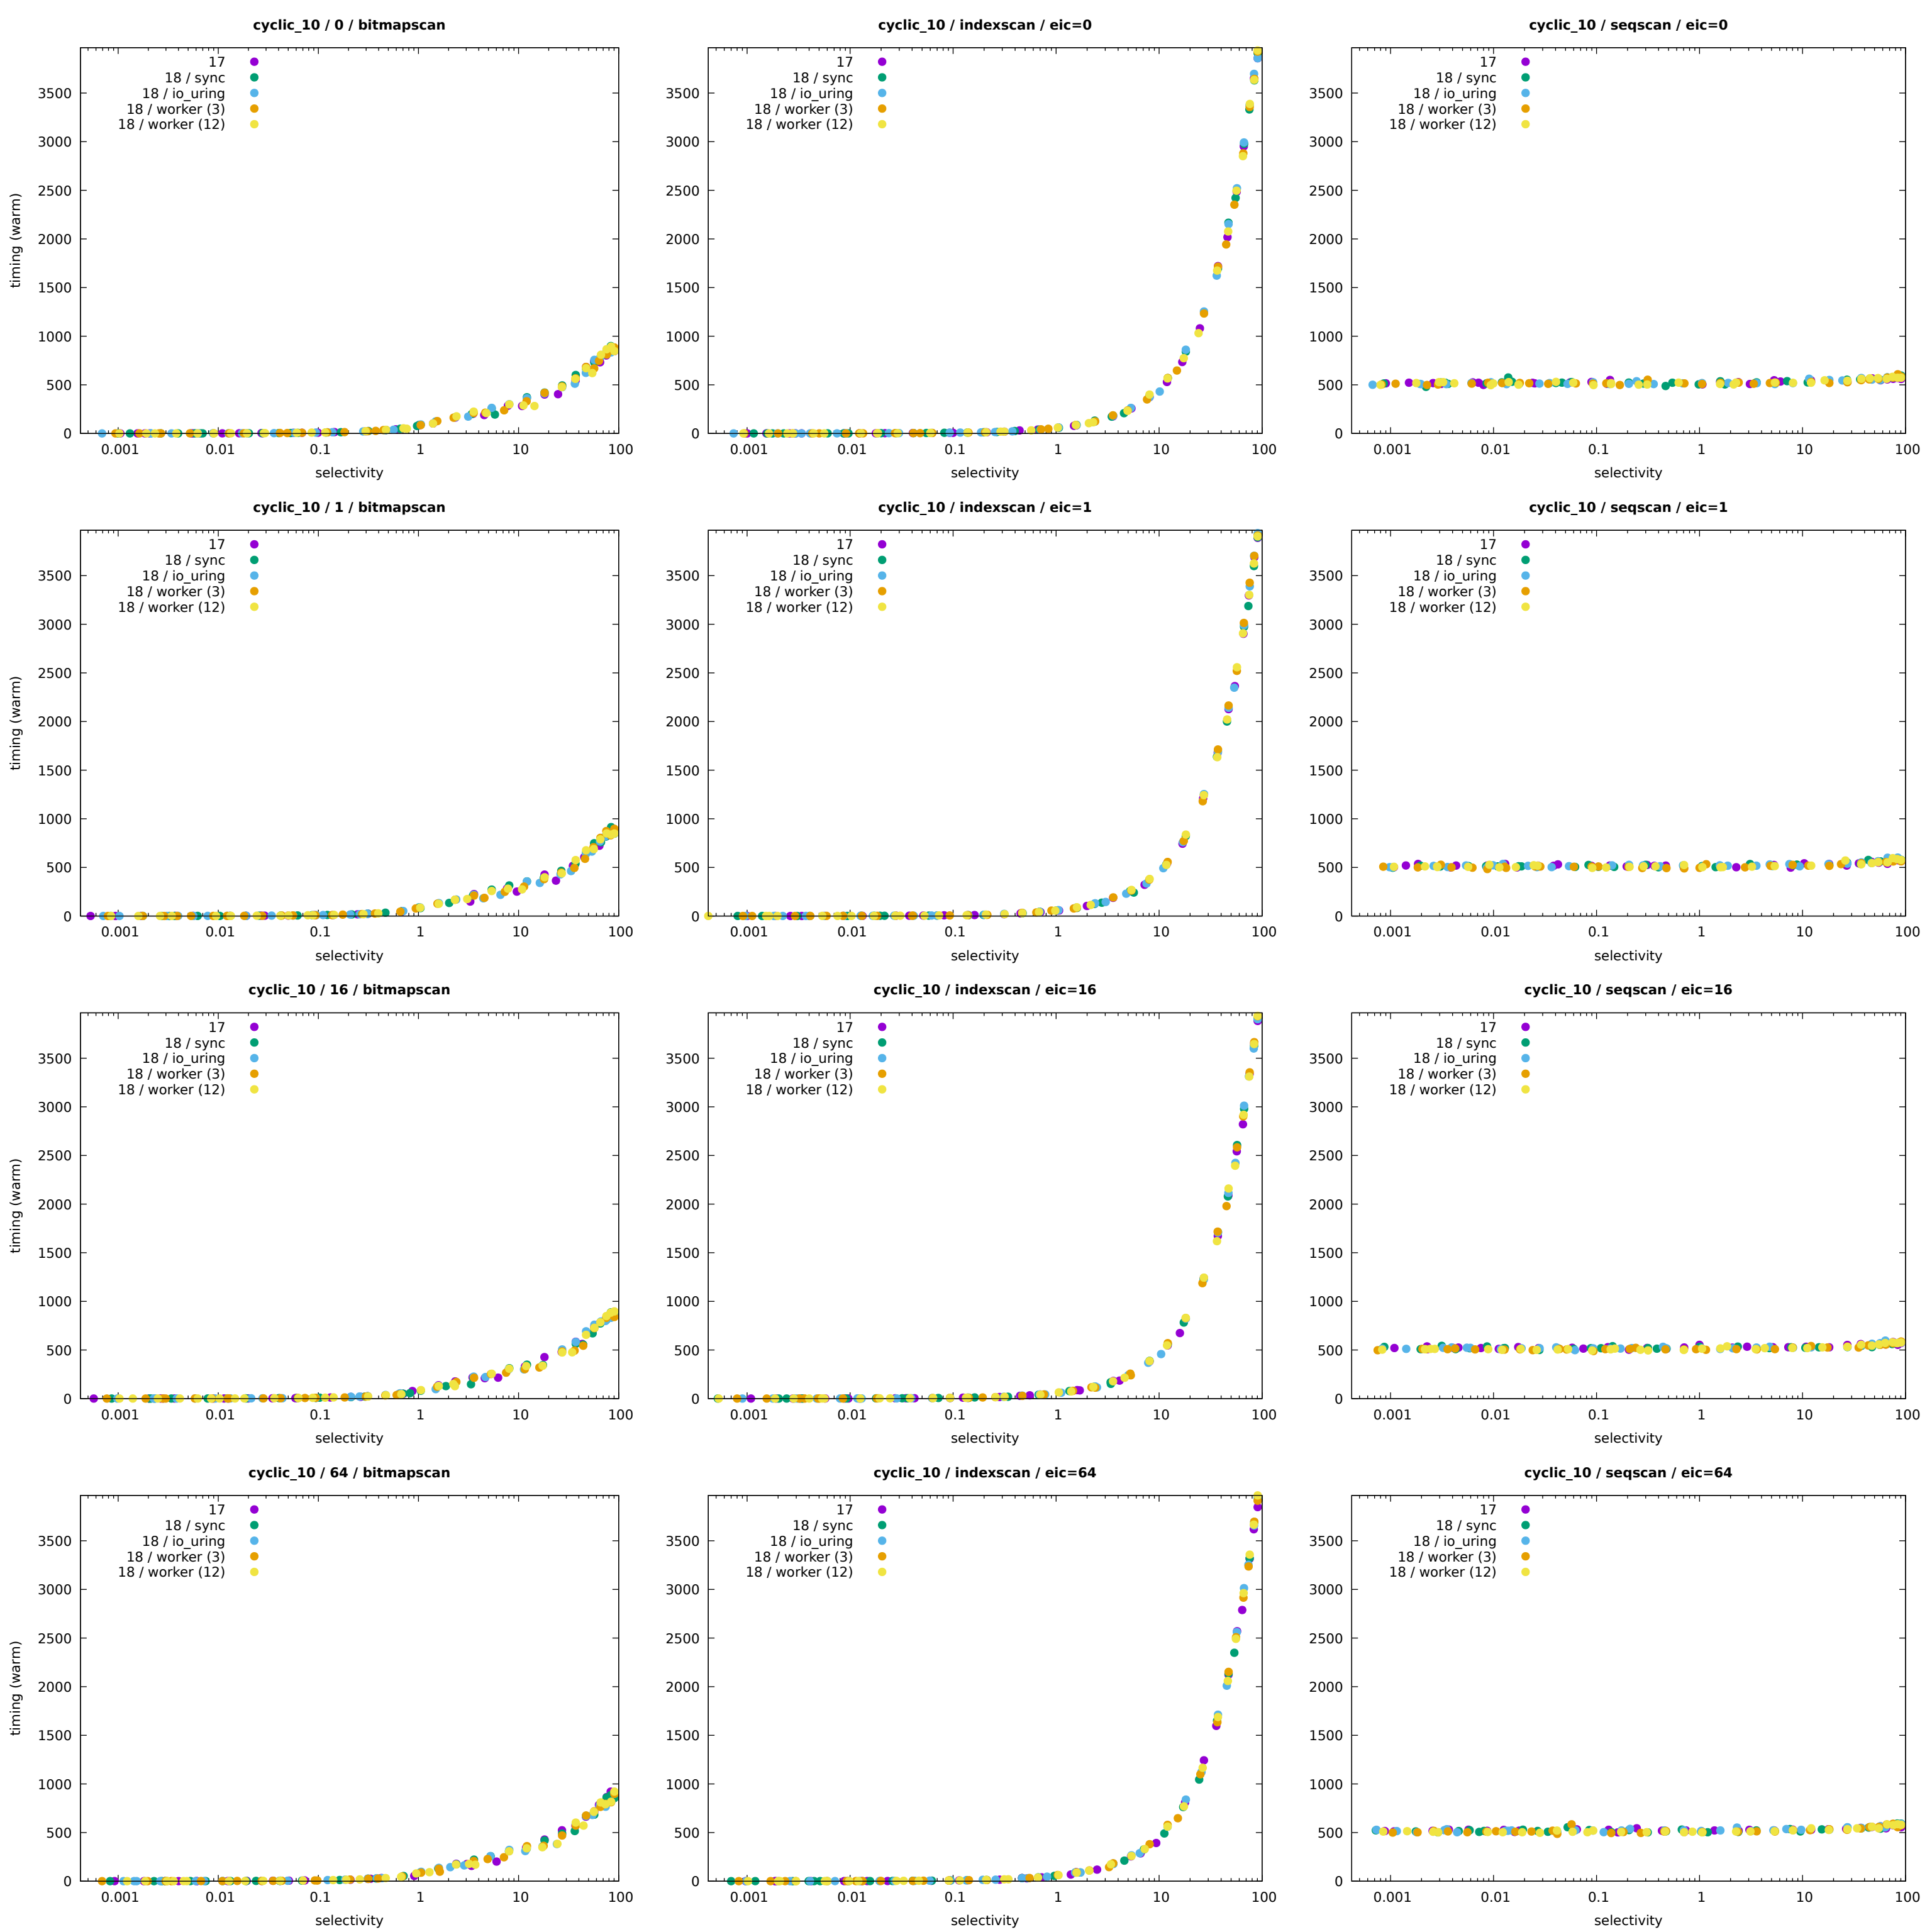 cyclic_10 / 0 / bitmapscan
timing (warm)
3500
3000
2500
2000
1500
1000
500
0
17
18 / sync
18 / io_uring
18 / worker (3)
18 / worker (12)
0.001 0.01 0.1 1 10 100
selectivity
cyclic_10 / indexscan / eic=0
3500
3000
2500
2000
1500
1000
500
0
17
18 / sync
18 / io_uring
18 / worker (3)
18 / worker (12)
0.001 0.01 0.1 1 10 100
selectivity
cyclic_10 / seqscan / eic=0
3500
3000
2500
2000
1500
1000
500
0
17
18 / sync
18 / io_uring
18 / worker (3)
18 / worker (12)
0.001 0.01 0.1 1 10 100
selectivity
cyclic_10 / 1 / bitmapscan
timing (warm)
3500
3000
2500
2000
1500
1000
500
0
17
18 / sync
18 / io_uring
18 / worker (3)
18 / worker (12)
0.001 0.01 0.1 1 10 100
selectivity
cyclic_10 / indexscan / eic=1
3500
3000
2500
2000
1500
1000
500
0
17
18 / sync
18 / io_uring
18 / worker (3)
18 / worker (12)
0.001 0.01 0.1 1 10 100
selectivity
cyclic_10 / seqscan / eic=1
3500
3000
2500
2000
1500
1000
500
0
17
18 / sync
18 / io_uring
18 / worker (3)
18 / worker (12)
0.001 0.01 0.1 1 10 100
selectivity
cyclic_10 / 16 / bitmapscan
timing (warm)
3500
3000
2500
2000
1500
1000
500
0
17
18 / sync
18 / io_uring
18 / worker (3)
18 / worker (12)
0.001 0.01 0.1 1 10 100
selectivity
cyclic_10 / indexscan / eic=16
3500
3000
2500
2000
1500
1000
500
0
17
18 / sync
18 / io_uring
18 / worker (3)
18 / worker (12)
0.001 0.01 0.1 1 10 100
selectivity
cyclic_10 / seqscan / eic=16
3500
3000
2500
2000
1500
1000
500
0
17
18 / sync
18 / io_uring
18 / worker (3)
18 / worker (12)
0.001 0.01 0.1 1 10 100
selectivity
cyclic_10 / 64 / bitmapscan
timing (warm)
3500
3000
2500
2000
1500
1000
500
0
17
18 / sync
18 / io_uring
18 / worker (3)
18 / worker (12)
0.001 0.01 0.1 1 10 100
selectivity
cyclic_10 / indexscan / eic=64
3500
3000
2500
2000
1500
1000
500
0
17
18 / sync
18 / io_uring
18 / worker (3)
18 / worker (12)
0.001 0.01 0.1 1 10 100
selectivity
cyclic_10 / seqscan / eic=64
3500
3000
2500
2000
1500
1000
500
0
17
18 / sync
18 / io_uring
18 / worker (3)
18 / worker (12)
0.001 0.01 0.1 1 10 100
selectivity